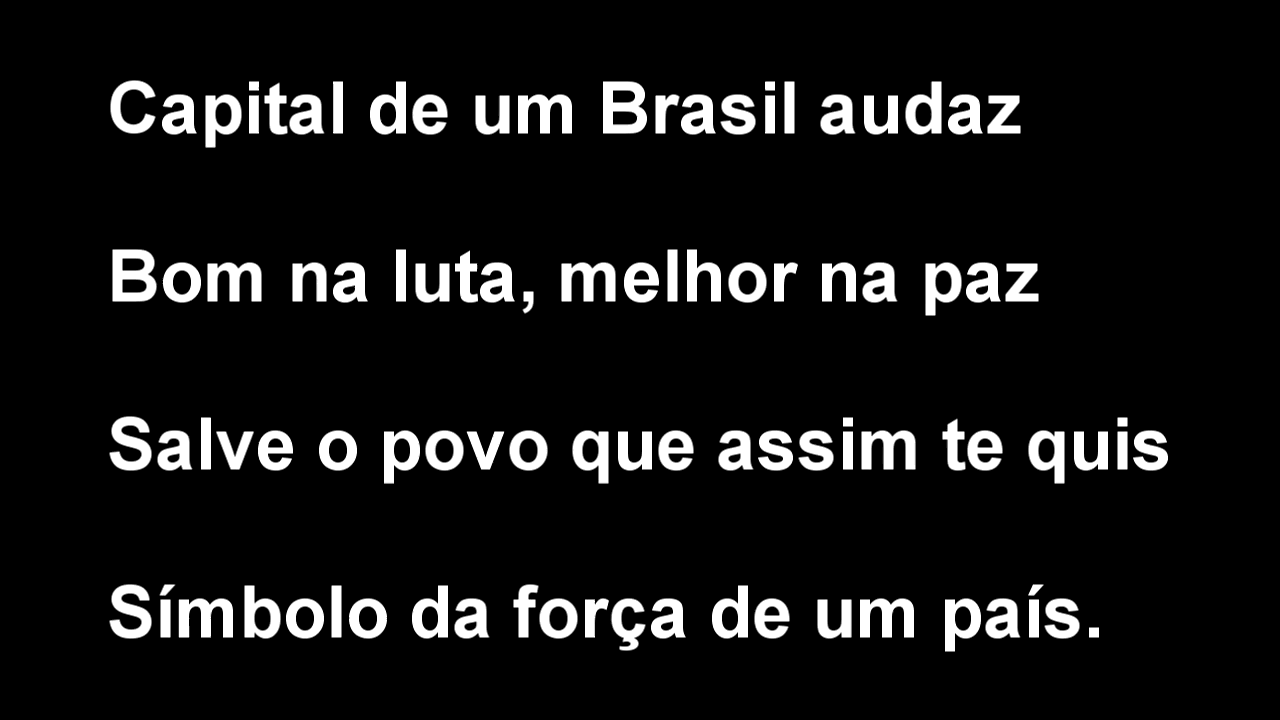 Capital de um Brasil audaz
Bom na luta, melhor na paz
Salve o povo que assim te quis
Símbolo da força de um país.